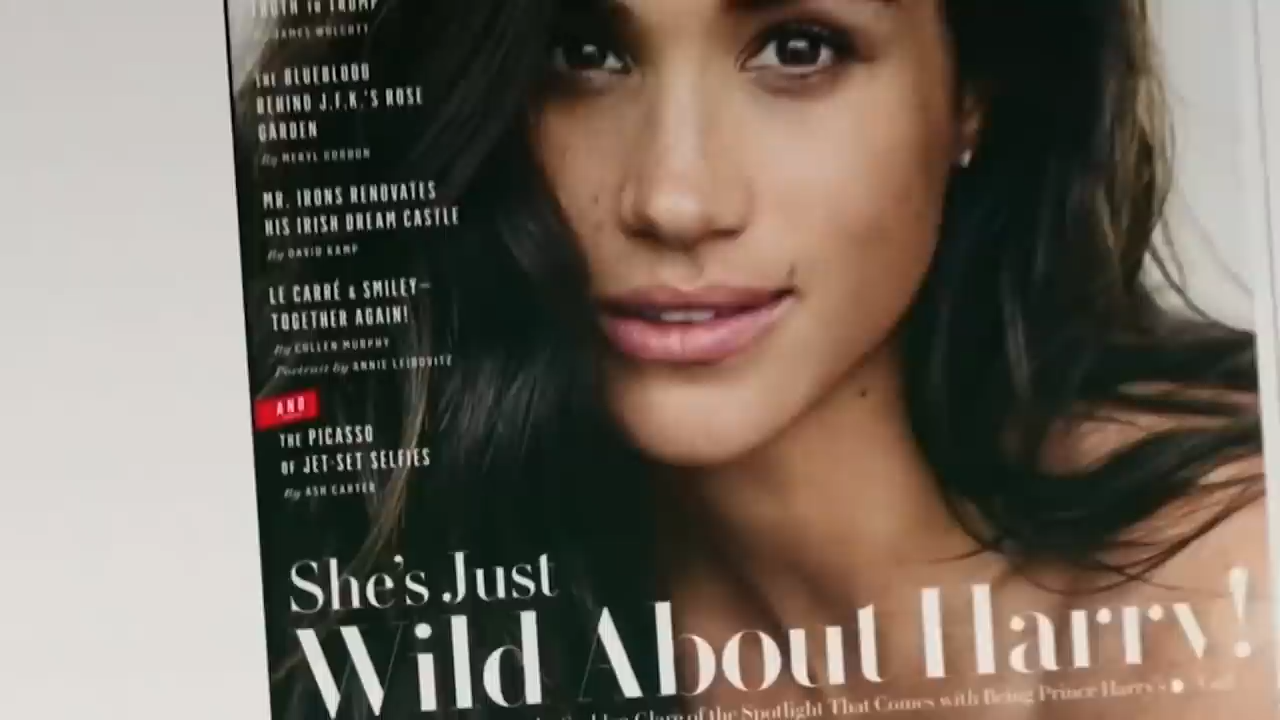 TRUTH TO TRUMP
JAMES WOLCOTT
THE BLUEBLOOD
BEHIND J.F.K.'S ROSE
GARDEN
By MERYL GORDON
MR. IRONS RENOVATES
HIS IRISH DREAM CASTLE
By DAVID KAMP
LE CARRÉ & SMILEY—
TOGETHER AGAIN!
By CULLEN MURPHY
Portrait by ANNIE LEIBOVITZ
AND
THE PICASSO
OF JET-SET SELFIES
By ASH CARTER
She's Just
Wild About Harry!
Glam of the Spotlight That Comes with Being Prince Harry's